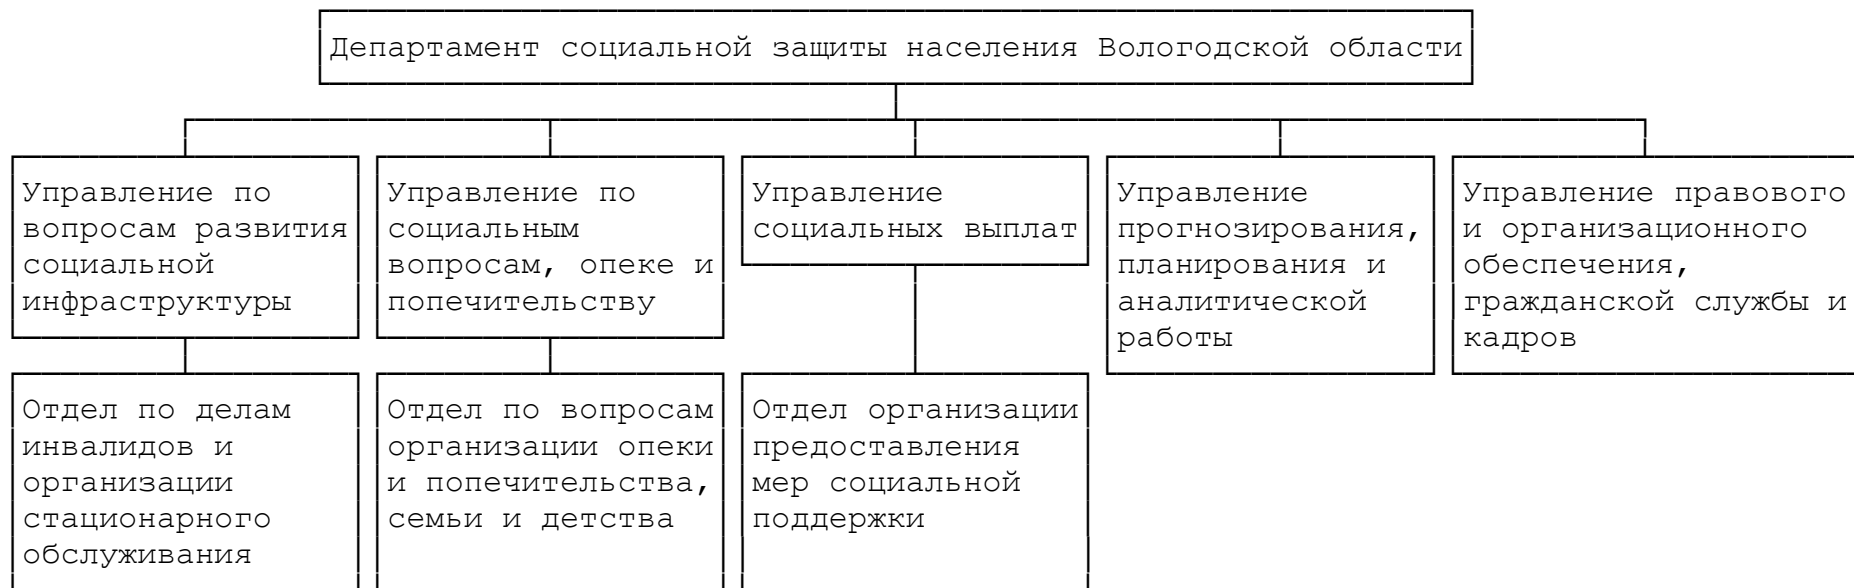 Департамент социальной защиты населения Вологодской области
Управление по
вопросам развития
социальной
инфраструктуры
Управление по
социальным
вопросам, опеке и
попечительству
Управление
социальных выплат
Управление
прогнозирования,
планирования и
аналитической
работы
Управление правового
и организационного
обеспечения,
гражданской службы и
кадров
Отдел по делам
инвалидов и
организации
стационарного
обслуживания
Отдел по вопросам
организации опеки
и попечительства,
семьи и детства
Отдел организации
предоставления
мер социальной
поддержки